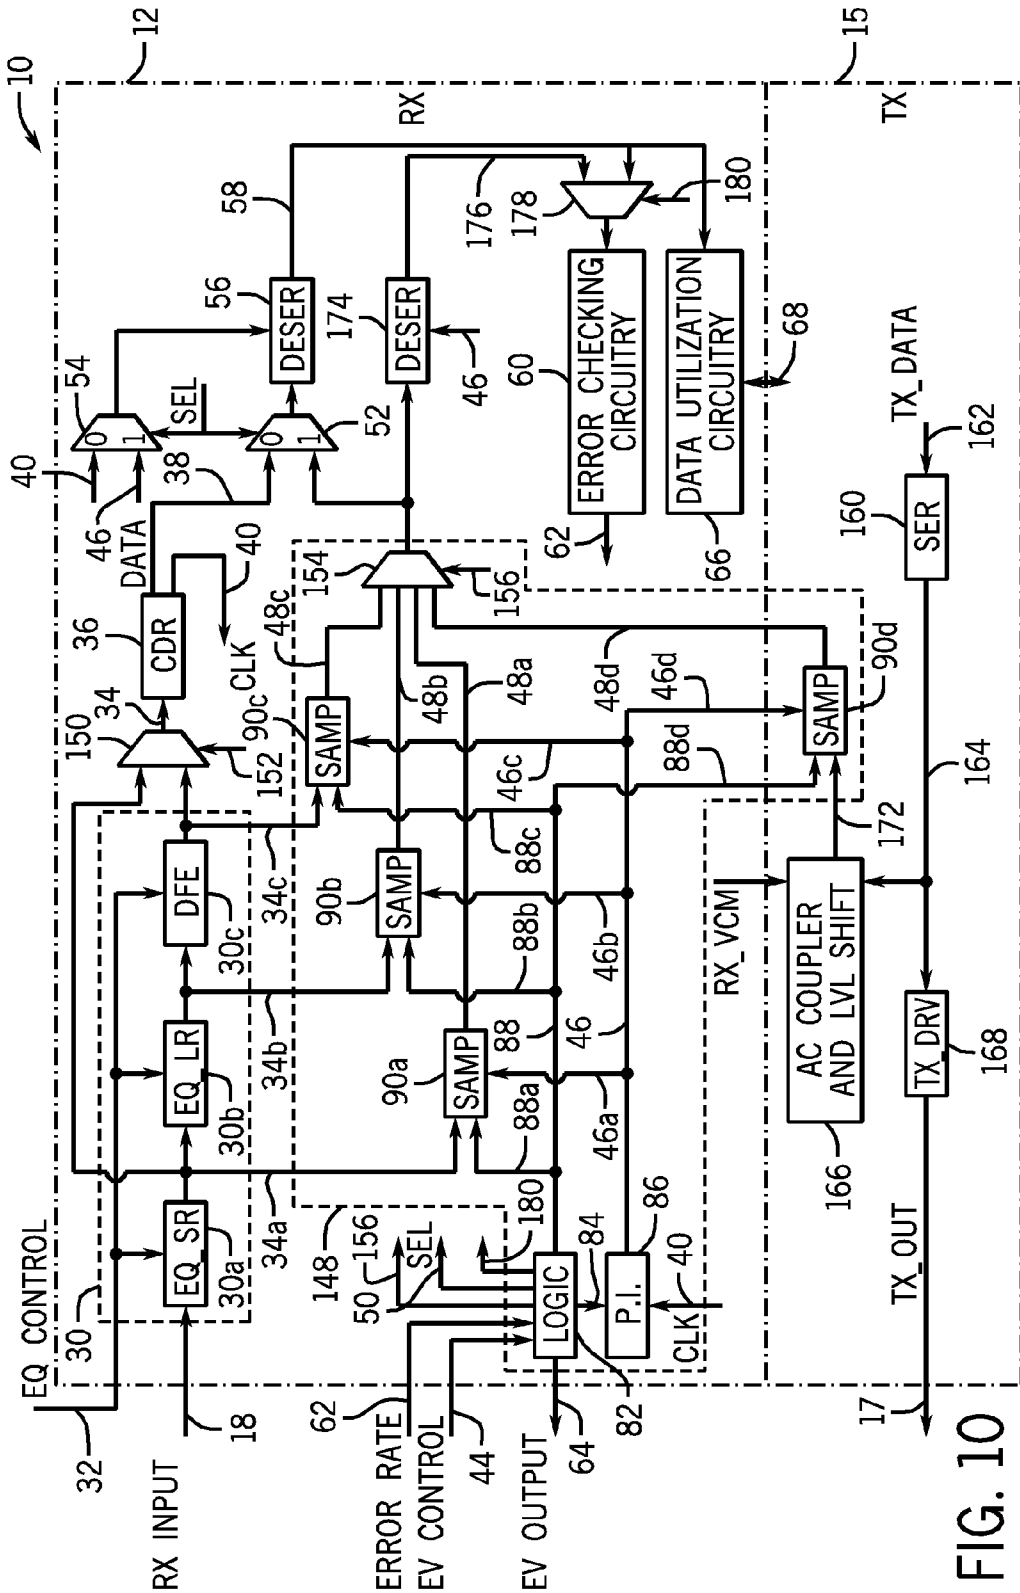 10
12
15
EQ CONTROL
32
30
RX INPUT
18
EQ_SR
30a
EQ_LR
30b
DFE
30c
34a
34b
34c
150
152
34
36
CDR
DATA
CLK
40
38
40
46
54
0
1
SEL
0
1
52
56
DESER
58
174
DESER
46
RX
176
178
180
60
ERROR CHECKING
CIRCUITRY
62
DATA UTILIZATION
CIRCUITRY
66
68
148
156
SEL
50
180
ERROR RATE
62
EV CONTROL
44
EV OUTPUT
64
LOGIC
82
84
P.I.
86
CLK
40
90a
SAMP
88a
46a
90b
SAMP
88b
46b
90c
SAMP
88c
46c
88
46
48c
48b
48a
48d
154
156
46d
88d
SAMP
90d
RX_VCM
172
AC COUPLER
AND LVL SHIFT
166
TX
TX_DATA
162
160
SER
164
TX_DRV
168
TX_OUT
17
FIG. 10